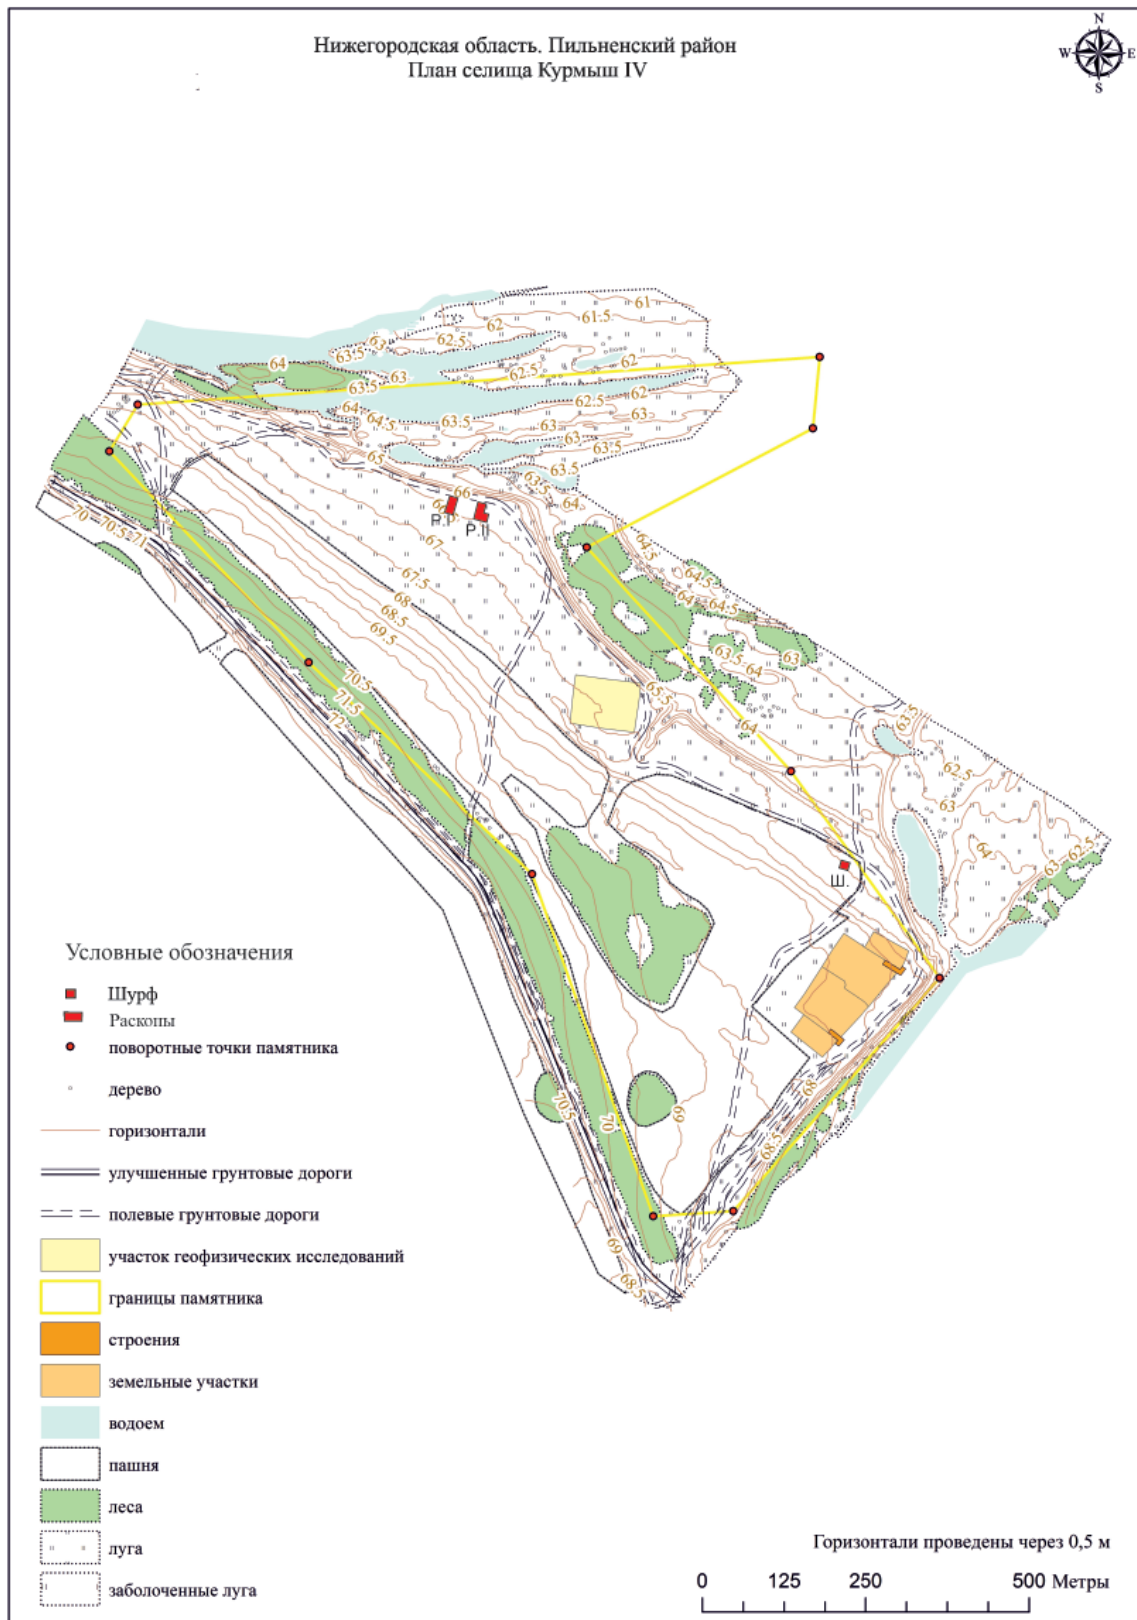 Нижегородская область. Пильненский район
План селища Курмыш IV
N
W E
S
61
61.5
62
62.5
63
63.5
64
63.5
63
63.5
62.5
62
62
62.5
63
64
64.5
63.5
63
63
63.5
63.5
65
63.5
64
66
Р.I
Р.II
67
67.5
68
68.5
69.5
64.5
64.5
64
64.5
63.5
64
63
65.5
64
63.5
62.5
63
64
63
62.5
70
70.5
71
70.5
71.5
72
Ш.
68
68.5
69
70
70.5
69
68.5
Условные обозначения
Шурф
Раскопы
поворотные точки памятника
дерево
горизонтали
улучшенные грунтовые дороги
полевые грунтовые дороги
участок геофизических исследований
границы памятника
строения
земельные участки
водоем
пашня
леса
луга
заболоченные луга
Горизонтали проведены через 0,5 м
0 125 250 500 Метры